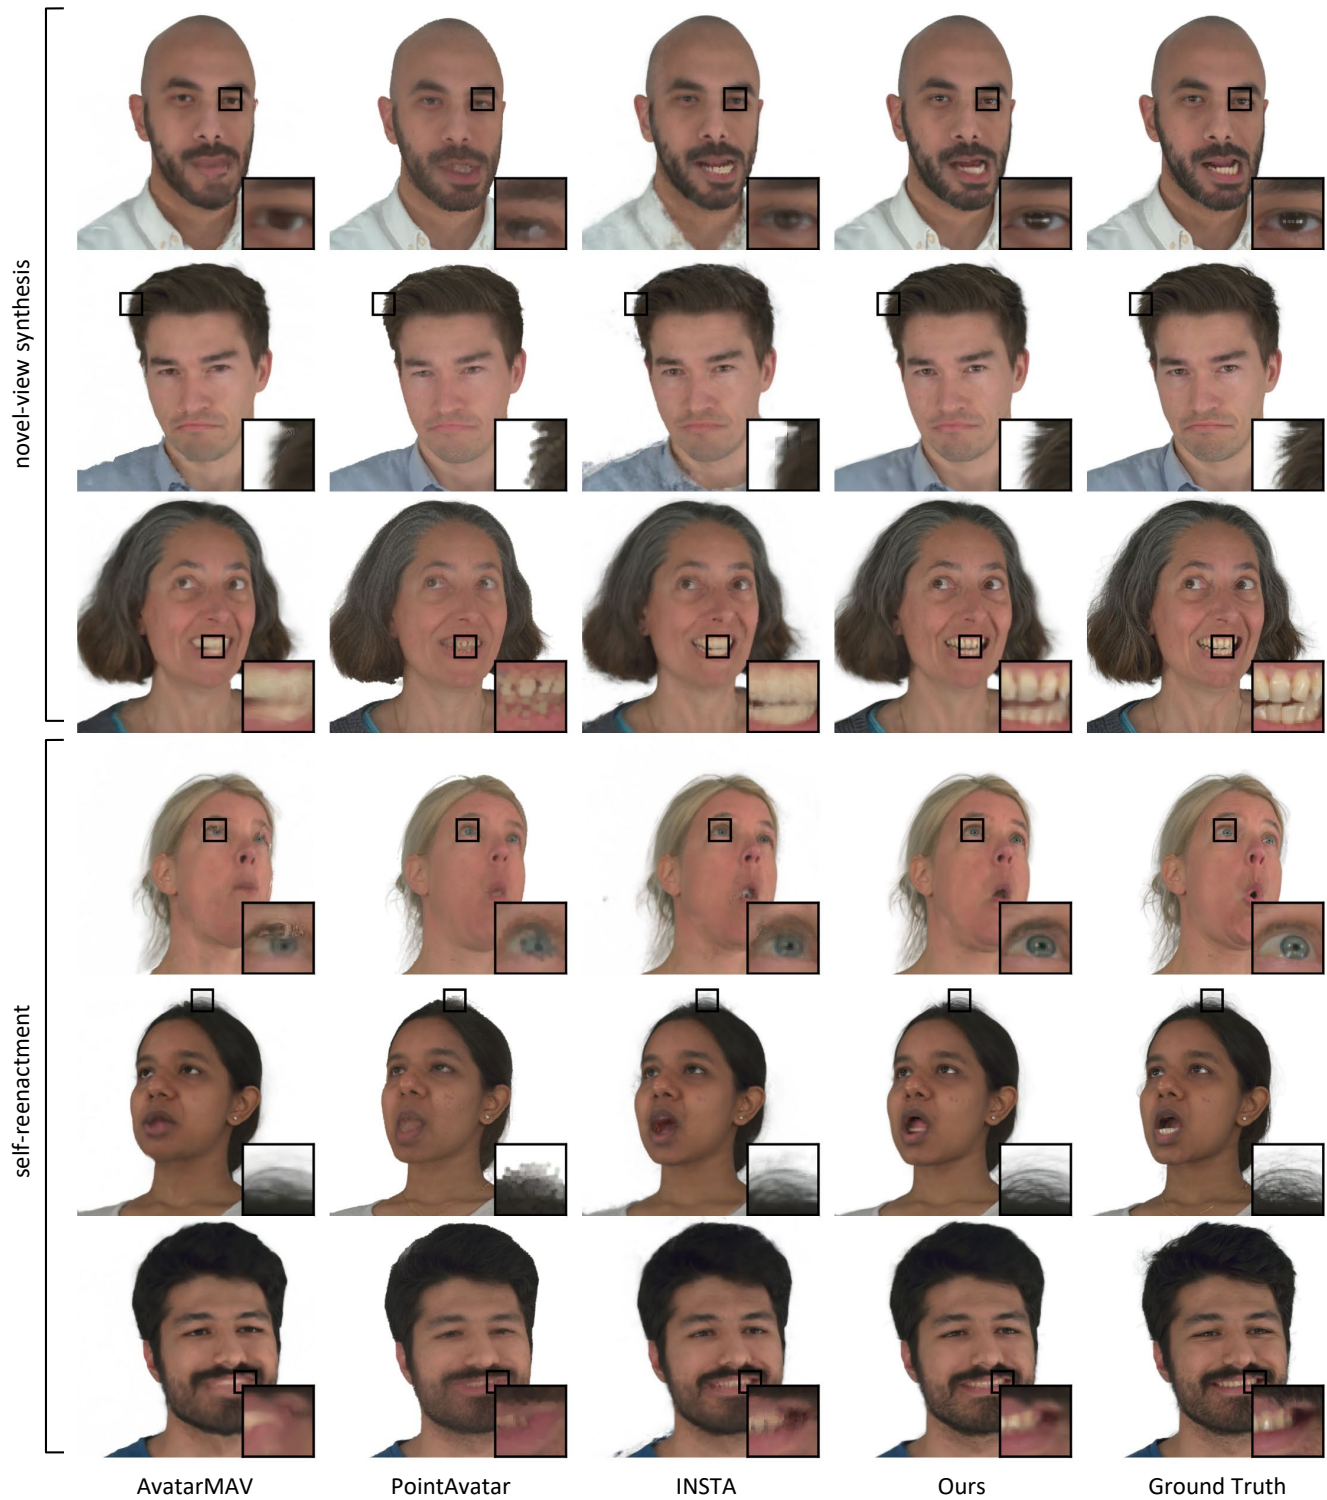 novel-view synthesis
self-reenactment
AvatarMAV
PointAvatar
INSTA
Ours
Ground Truth